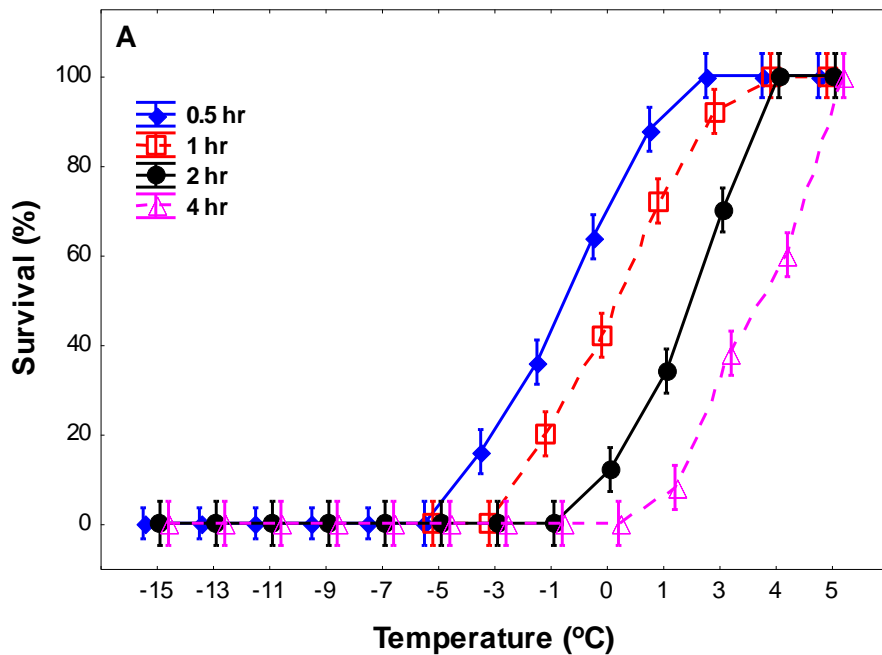 A
100
80
60
40
20
0
0.5 hr
1 hr
2 hr
4 hr
Survival (%)
-15 -13 -11 -9 -7 -5 -3 -1 0 1 3 4 5
Temperature (ºC)